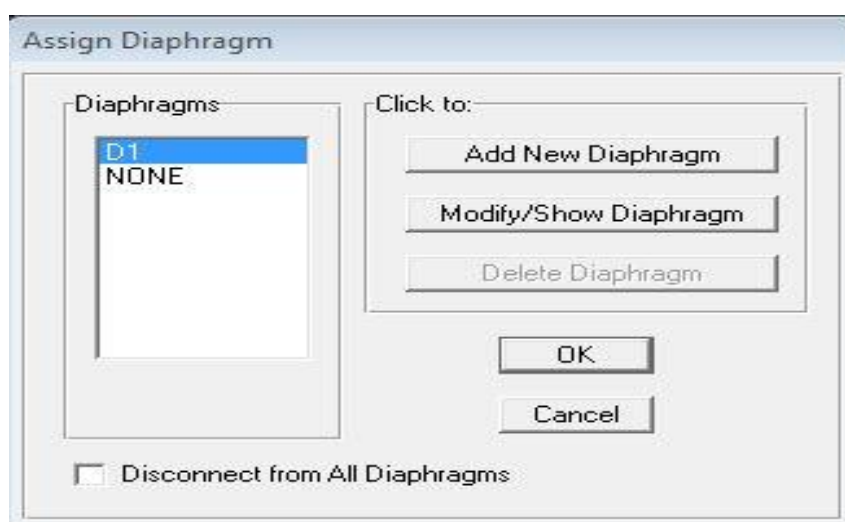 Assign Diaphragm
Diaphragms
D1
NONE
Click to:
Add New Diaphragm
Modify/Show Diaphragm
Delete Diaphragm
OK
Cancel
Disconnect from All Diaphragms